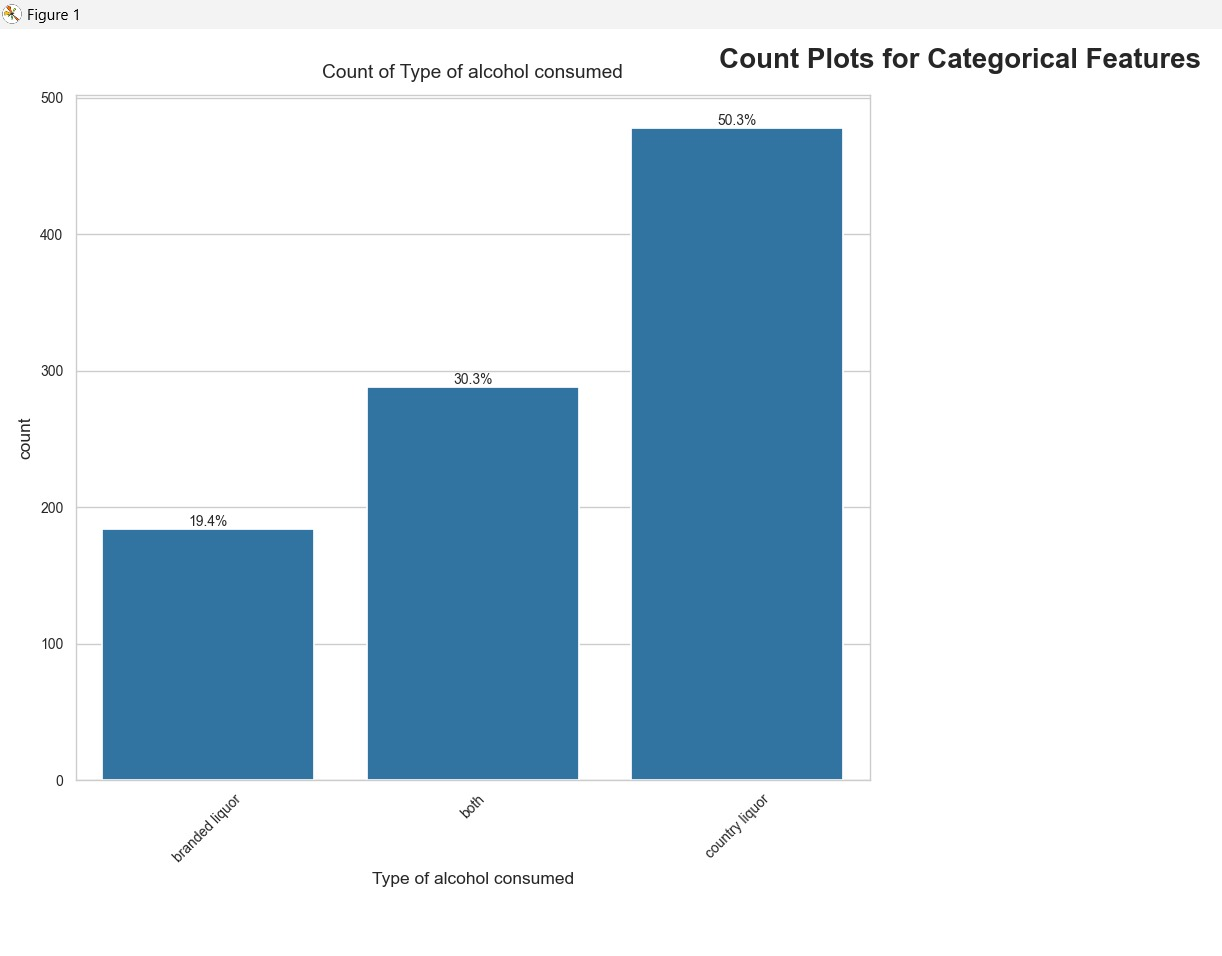 Figure 1
Count Plots for Categorical Features
Count of Type of alcohol consumed
500
400
300
200
100
0
count
19.4%
30.3%
50.3%
branded liquor
both
country liquor
Type of alcohol consumed